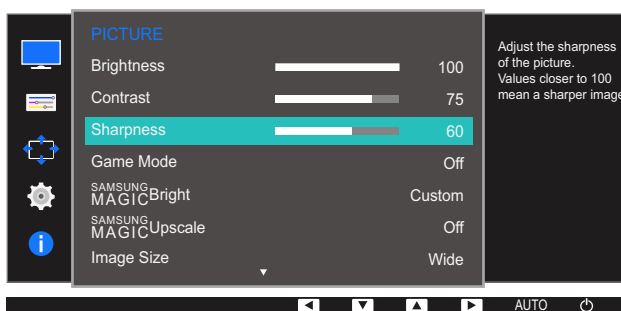 PICTURE
Brightness 100
Contrast 75
Sharpness 60
Game Mode Off
SAMSUNG
MAGICBright Custom
SAMSUNG
MAGICUpscale Off
Image Size Wide
Adjust the sharpness
of the picture.
Values closer to 100
mean a sharper image
AUTO